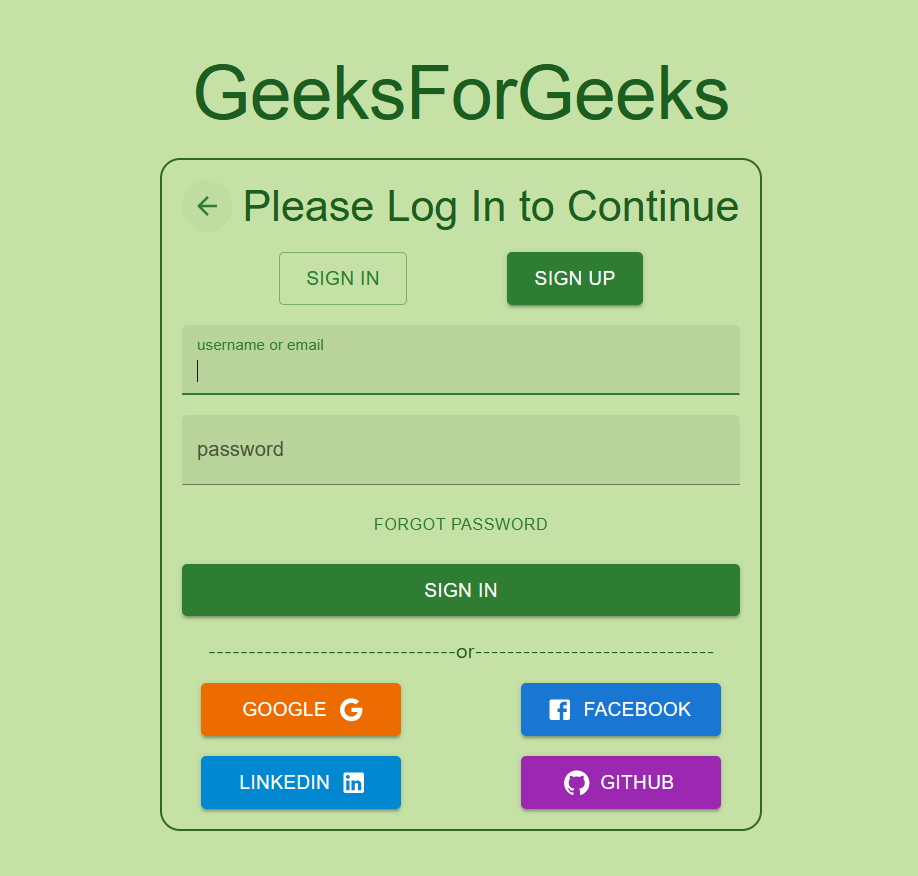 GeeksForGeeks
Please Log In to Continue
SIGN IN SIGN UP
username or email
password
FORGOT PASSWORD
SIGN IN
-------------------------------or------------------------------
GOOGLE FACEBOOK
LINKEDIN GITHUB